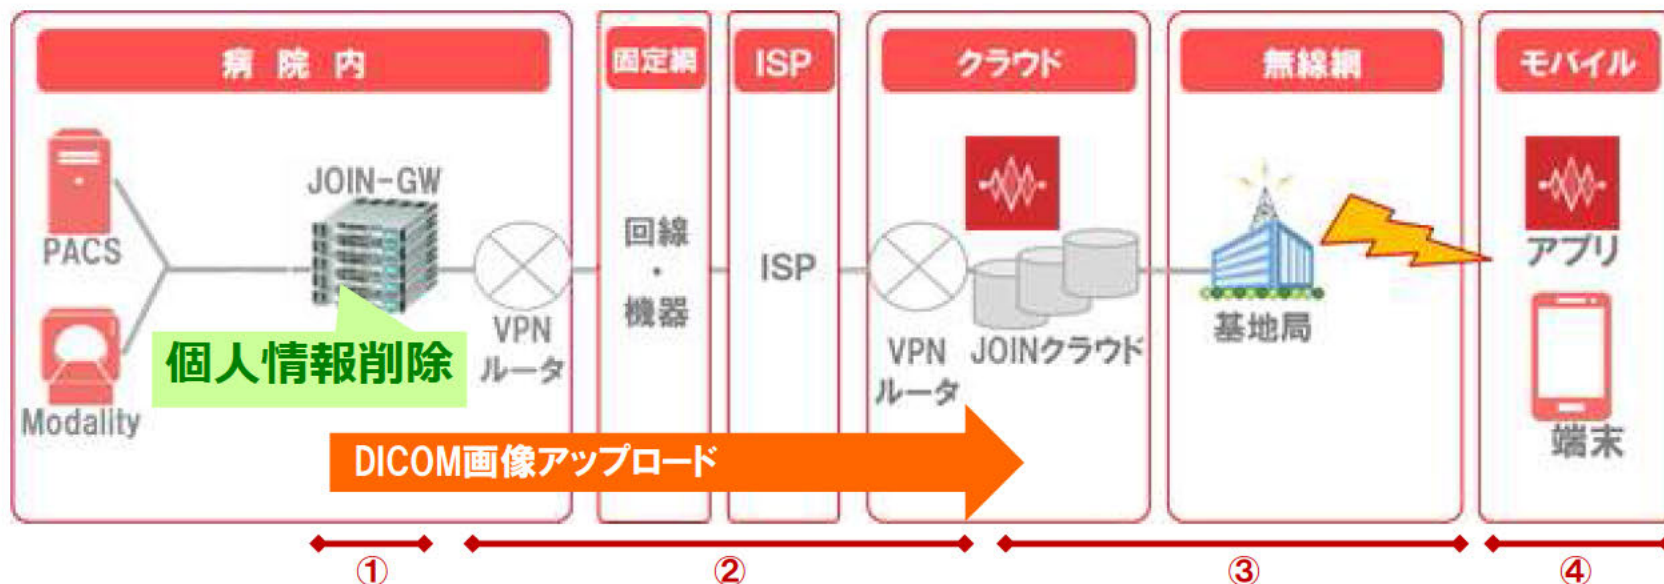 病院内
固定網
ISP
クラウド
無線網
モバイル
PACS
Modality
JOIN-GW
個人情報削除
VPN
ルータ
回線
・
機器
ISP
VPN
ルータ
JOINクラウド
基地局
アプリ
端末
DICOM画像アップロード
①
②
③
④